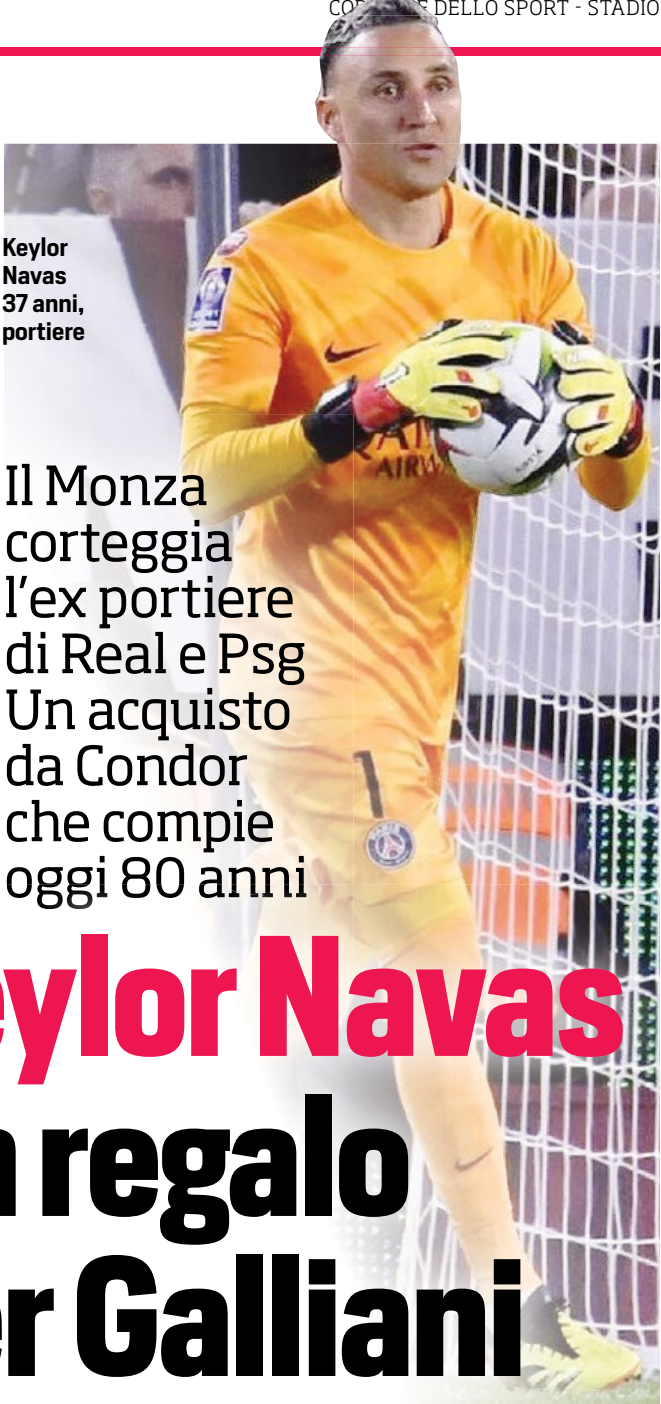 DELLO SPORT - STADIO
Keylor
Navas
37 anni,
portiere
Il Monza
corteggia
l'ex portiere
di Real e Psg
Un acquisto
da Condor
che compie
oggi 80 anni
eylor Navas
regalo
Galliani
1